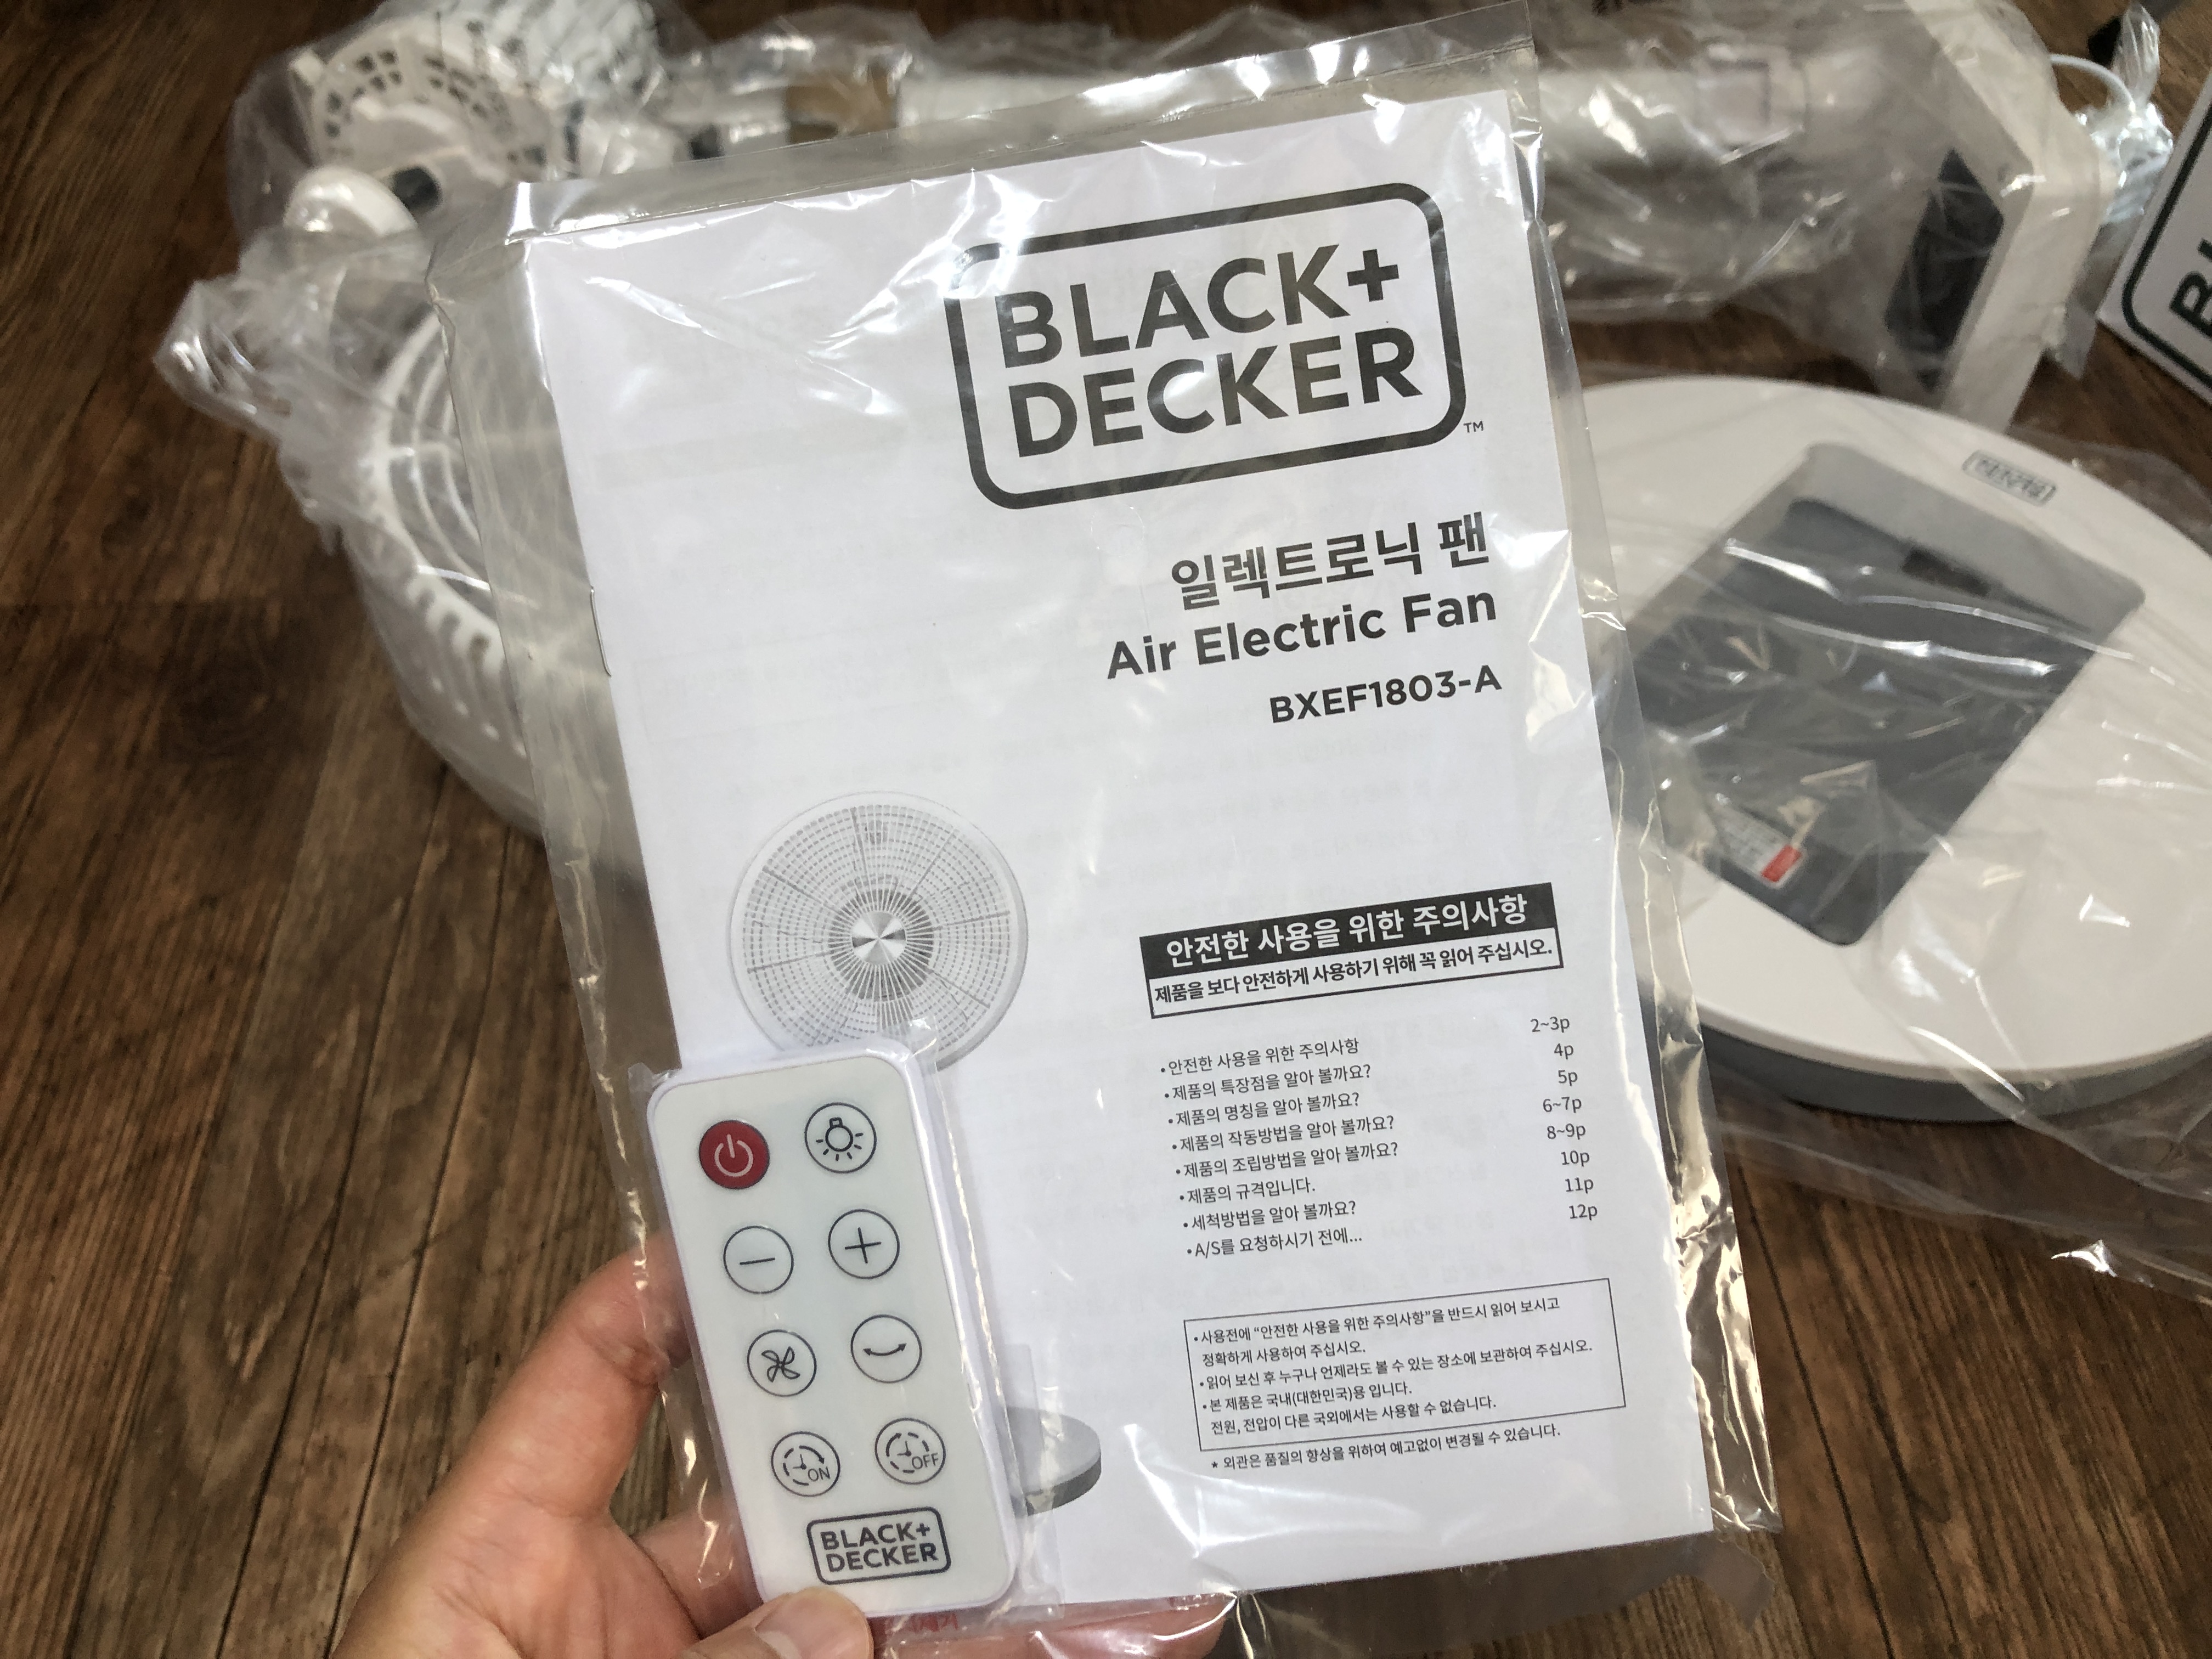 BLACK+
DECKER
TM
일렉트로닉 팬
Air Electric Fan
BXEF1803-A
안전한 사용을 위한 주의사항
제품을 보다 안전하게 사용하기 위해 꼭 읽어 주십시오.
•안전한 사용을 위한 주의사항 2~3p
•제품의 특장점을 알아 볼까요? 4p
•제품의 명칭을 알아 볼까요? 5p
•제품의 작동방법을 알아 볼까요? 6~7p
•제품의 조립방법을 알아 볼까요? 8~9p
•제품의 규격입니다. 10p
•세척방법을 알아 볼까요? 11p
•A/S를 요청하시기 전에... 12p
•사용전에 “안전한 사용을 위한 주의사항”을 반드시 읽어 보시고
정확하게 사용하여 주십시오.
•읽어 보신 후 누구나 언제라도 볼 수 있는 장소에 보관하여 주십시오.
•본 제품은 국내(대한민국)용 입니다.
전원, 전압이 다른 국외에서는 사용할 수 없습니다.
* 외관은 품질의 향상을 위하여 예고없이 변경될 수 있습니다.
ON
OFF
BLACK+
DECKER